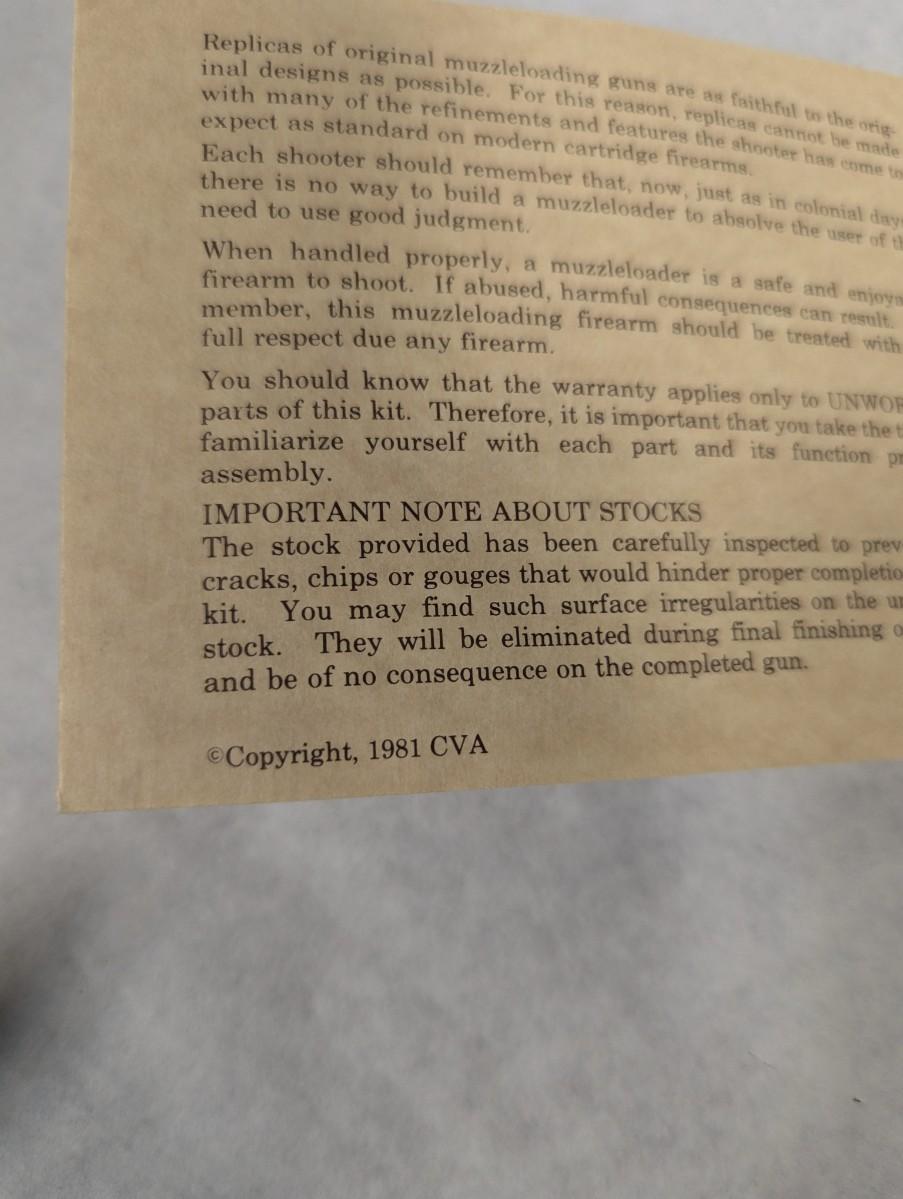 Replicas of original muzzleloading guns are as faithful to the orig-
inal designs as possible. For this reason, replicas cannot be made
with many of the refinements and features the shooter has come to
expect as standard on modern cartridge firearms.
Each shooter should remember that, now, just as in colonial
there is no way to build a muzzleloader to absolve the user of
need to use good judgment.
When handled properly, a muzzleloader is a safe and
firearm to shoot. If abused, harmful consequences can result.
member, this muzzleloading firearm should be treated with
full respect due any firearm.
You should know that the warranty applies only to
parts of this kit. Therefore, it is important that you take the
familiarize yourself with each part and its function
assembly.
IMPORTANT NOTE ABOUT STOCKS
The stock provided has been carefully inspected to
cracks, chips or gouges that would hinder proper
kit. You may find such surface irregularities on the
stock. They will be eliminated during final finishing
and be of no consequence on the completed gun.
©Copyright, 1981 CVA